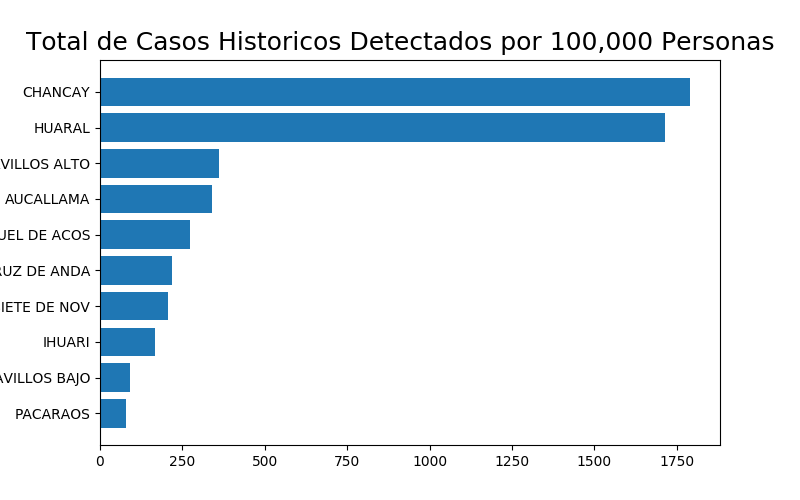 Total de Casos Historicos Detectados por 100,000 Personas
CHANCAY
HUARAL
VILLOS ALTO
AUCALLAMA
UEL DE ACOS
RUZ DE ANDA
IETE DE NOV
IHUARI
AVILLOS BAJO
PACARAOS
0 250 500 750 1000 1250 1500 1750